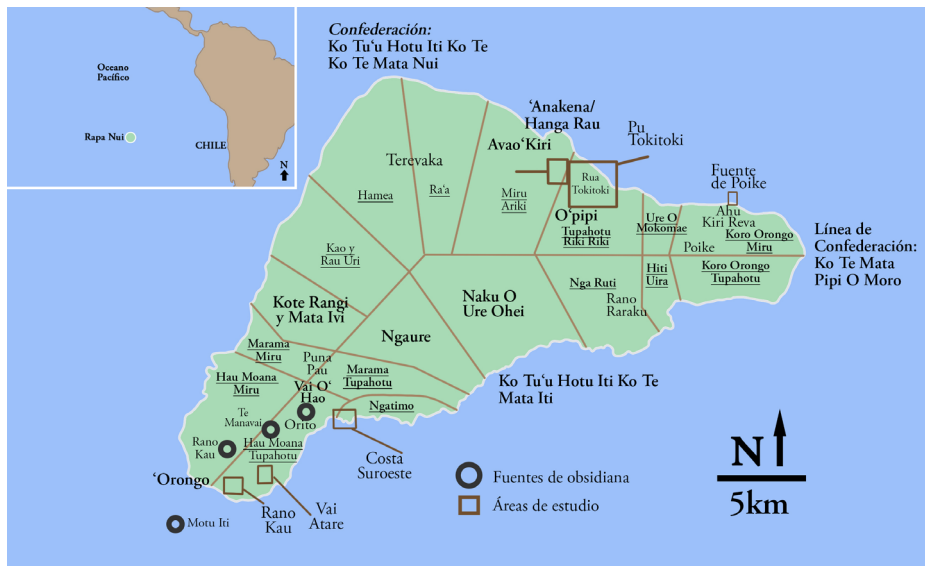 Oceano
Pacífico
Rapa Nui
CHILE
N
Confederación:
Ko Tu‘u Hotu Iti Ko Te
Ko Te Mata Nui
‘Anakena/
Hanga Rau
Avao‘Kiri
Pu
Tokitoki
Rua
Tokitoki
Terevaka
Hamea
Ra‘a
Miru
Ariki
O‘pipi
Tupahotu
Riki Riki
Ure O
Mokomae
Fuente
de Poike
Ahu
Kiri Reva
Koro Orongo
Miru
Poike
Koro Orongo
Tupahotu
Línea de
Confederación:
Ko Te Mata
Pipi O Moro
Kao y
Rau Uri
Nga Ruti
Hiti
Uira
Rano
Raraku
Kote Rangi
y Mata Ivi
Naku O
Ure Ohei
Ngaure
Marama
Miru
Puna
Pau
Hau Moana
Miru
Vai O‘
Hao
Marama
Tupahotu
Ngatimo
Ko Tu‘u Hotu Iti Ko Te
Mata Iti
Te
Manavai
Orito
Rano
Kau
Hau Moana
Tupahotu
‘Orongo
Costa
Suroeste
Rano
Kau
Vai
Atare
Motu Iti
Fuentes de obsidiana
Áreas de estudio
N
5km